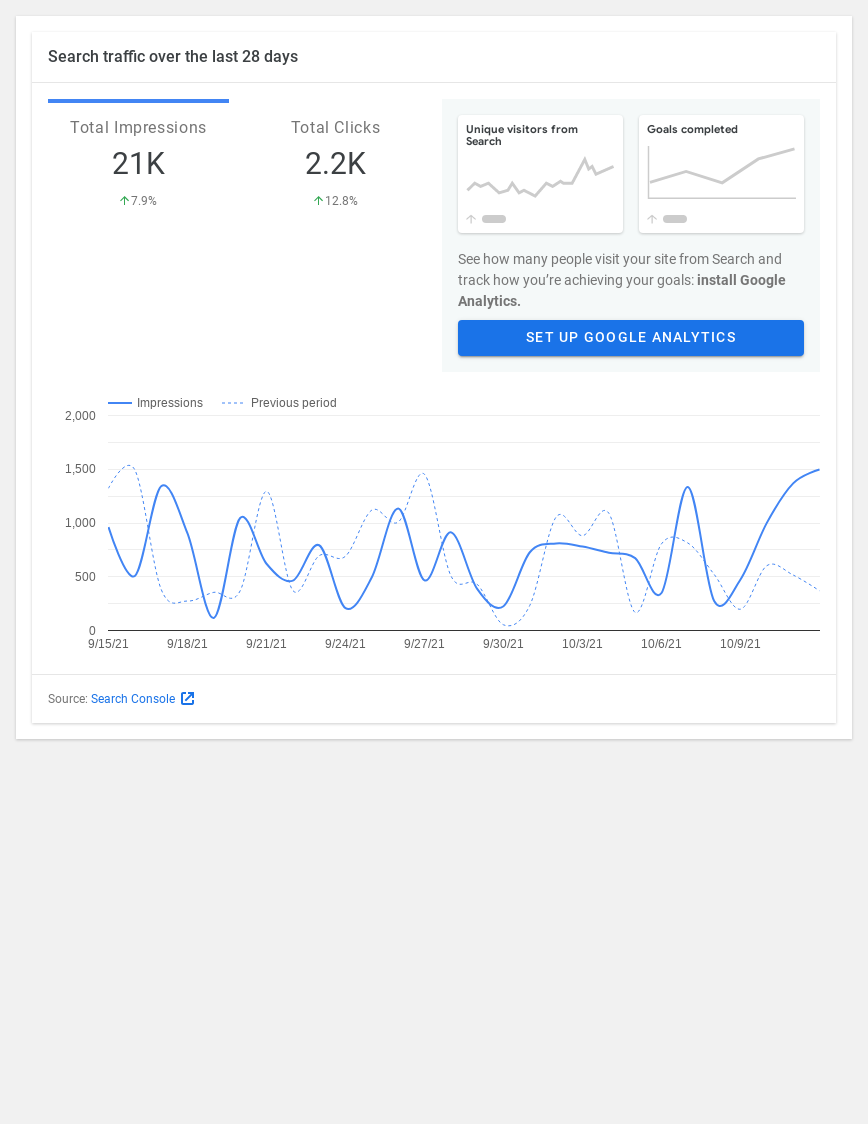 Search traffic over the last 28 days
Total Impressions
21K
7.9%
Total Clicks
2.2K
12.8%
Unique visitors from
Search
Goals completed
See how many people visit your site from Search and
track how you’re achieving your goals: install Google
Analytics.
SET UP GOOGLE ANALYTICS
Impressions
Previous period
2,000
1,500
1,000
500
0
9/15/21
9/18/21
9/21/21
9/24/21
9/27/21
9/30/21
10/3/21
10/6/21
10/9/21
Source: Search Console